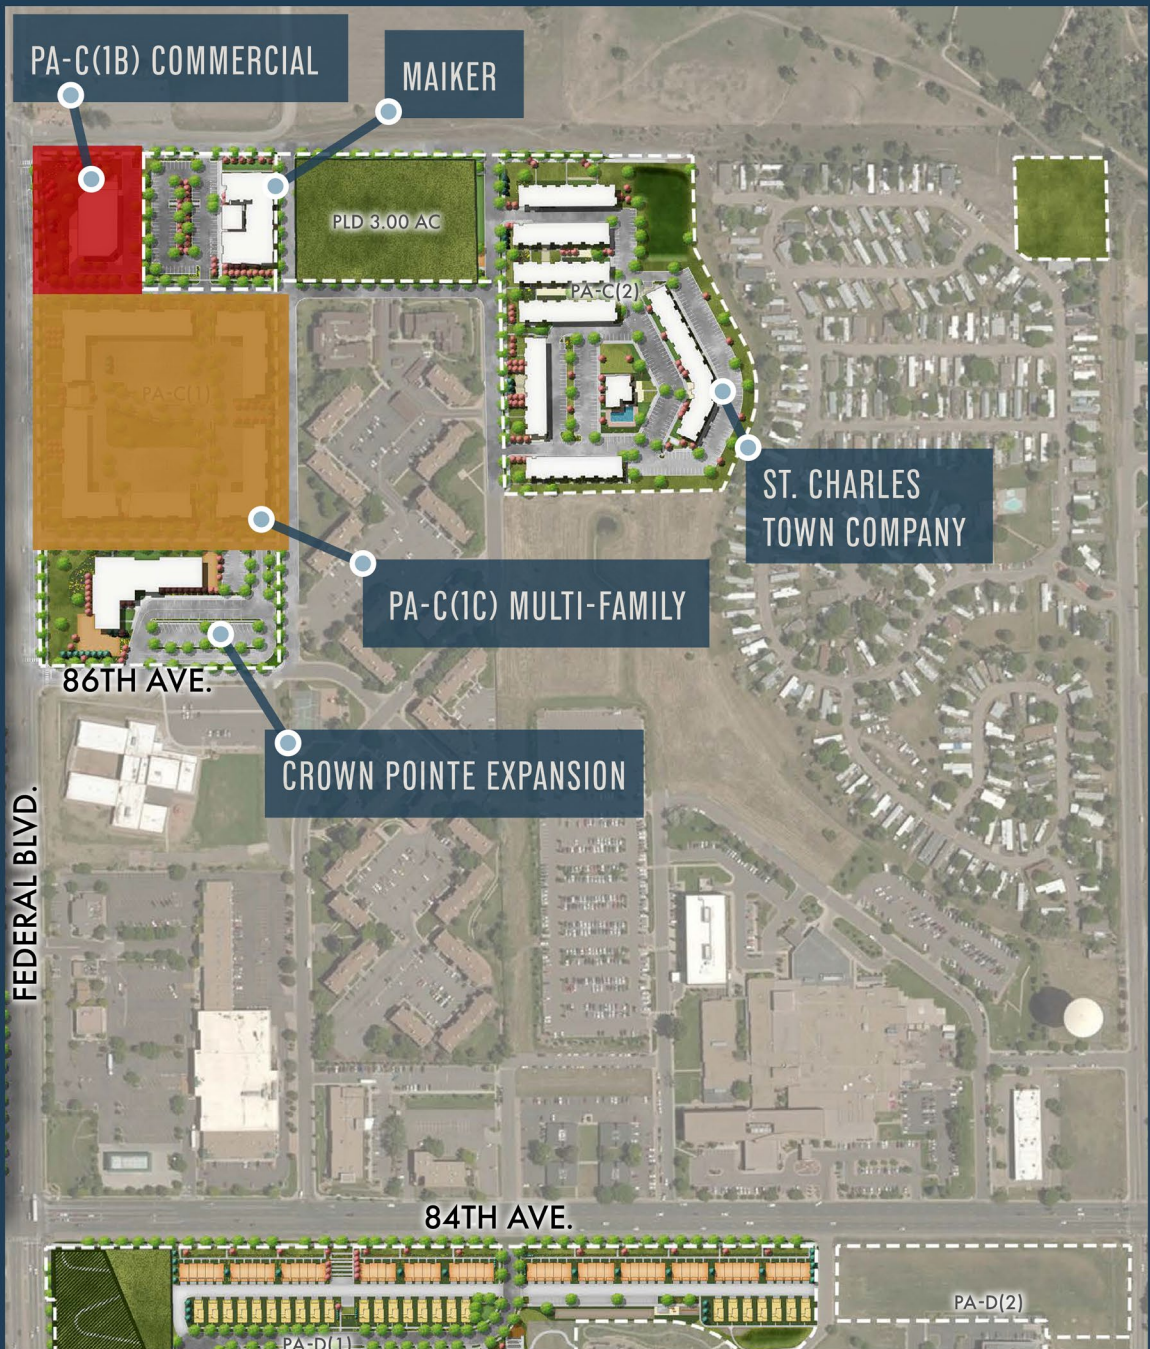 PA-C(1B) COMMERCIAL
MAIKER
PLD 3.00 AC
PA-C(2)
PA-C(1)
ST. CHARLES
TOWN COMPANY
PA-C(1C) MULTI-FAMILY
86TH AVE.
CROWN POINTE EXPANSION
FEDERAL BLVD.
84TH AVE.
PA-D(2)
PA-D(1)